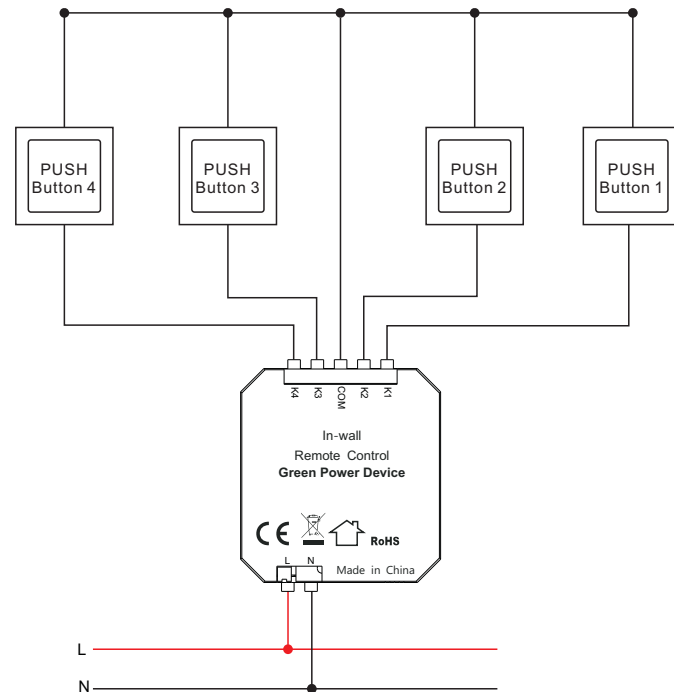 PUSH
Button 4
PUSH
Button 3
PUSH
Button 2
PUSH
Button 1
K4
K3
COM
K2
K1
In-wall
Remote Control
Green Power Device
CE
RoHS
L
N
Made in China
L
N